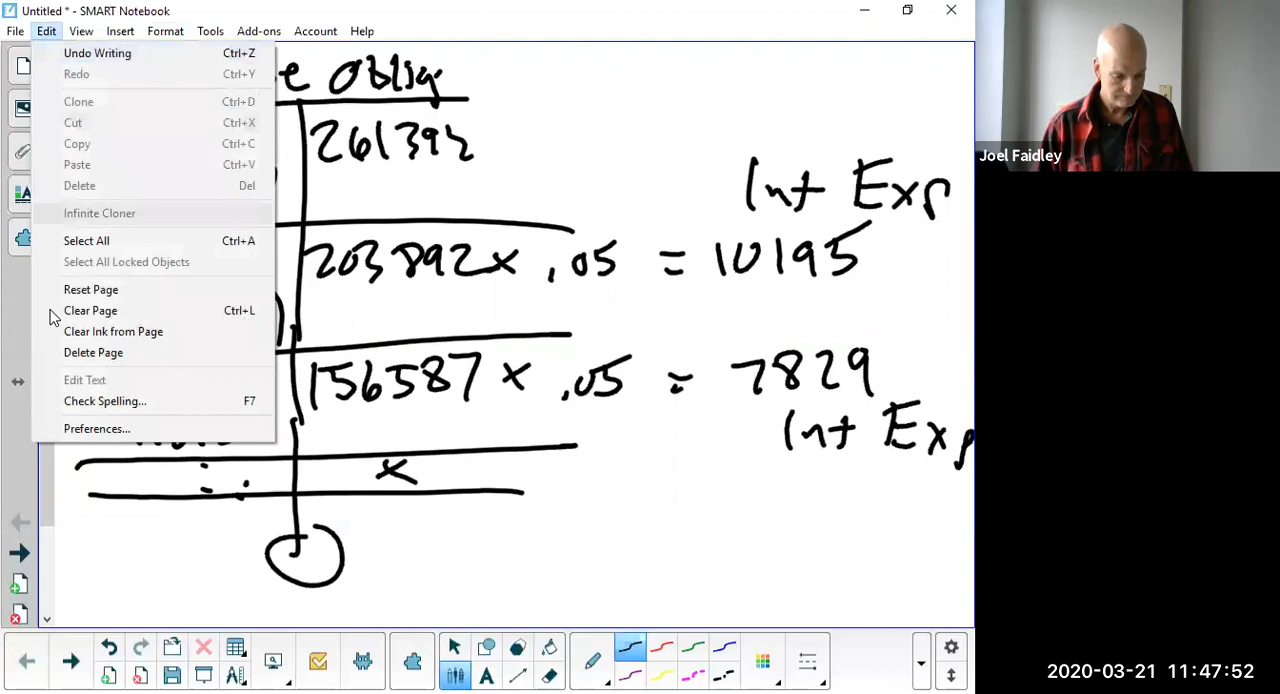 Untitled * - SMART Notebook
File Edit View Insert Format Tools Add-ons Account Help
Undo Writing Ctrl+Z
Redo Ctrl+Y
Clone Ctrl+D
Cut Ctrl+X
Copy Ctrl+C
Paste Ctrl+V
Delete Del
Infinite Cloner
Select All Ctrl+A
Select All Locked Objects
Reset Page
Clear Page Ctrl+L
Clear Ink from Page
Delete Page
Edit Text
Check Spelling... F7
Preferences...
e Oblig
261392
Int Exp
203892 x .05 = 10195
156587 x .05 = 7829
Int Exp
x
Joel Faidley
2020-03-21 11:47:52